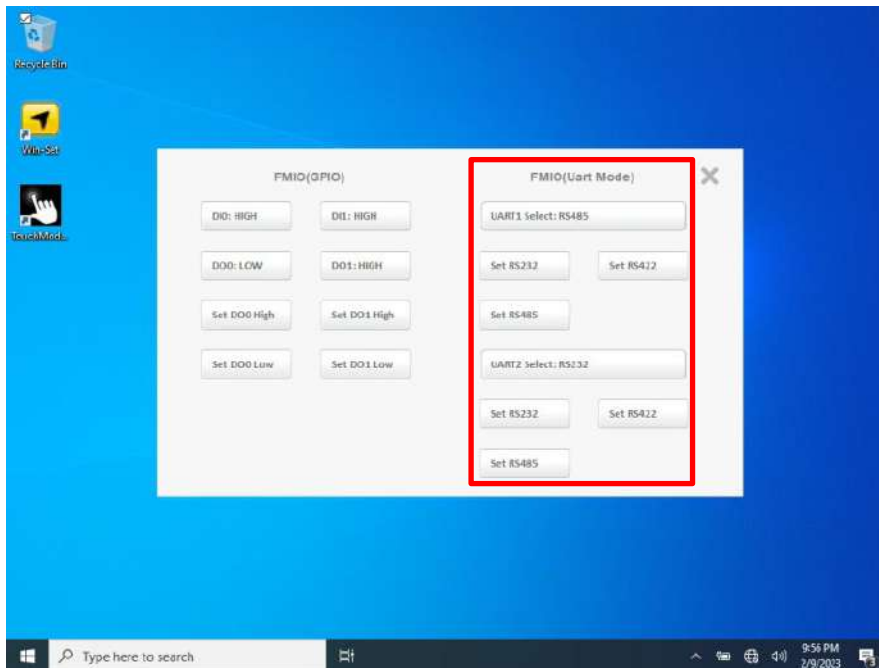 Recycle Bin
Win-Set
TouchMod...
FMIO(GPIO)
DI0: HIGH
DI1: HIGH
DO0: LOW
DO1: HIGH
Set DO0 High
Set DO1 High
Set DO0 Low
Set DO1 Low
FMIO(Uart Mode)
UART1 Select: RS485
Set RS232
Set RS422
Set RS485
UART2 Select: RS232
Set RS232
Set RS422
Set RS485
Type here to search
9:56 PM
2/9/2023
3